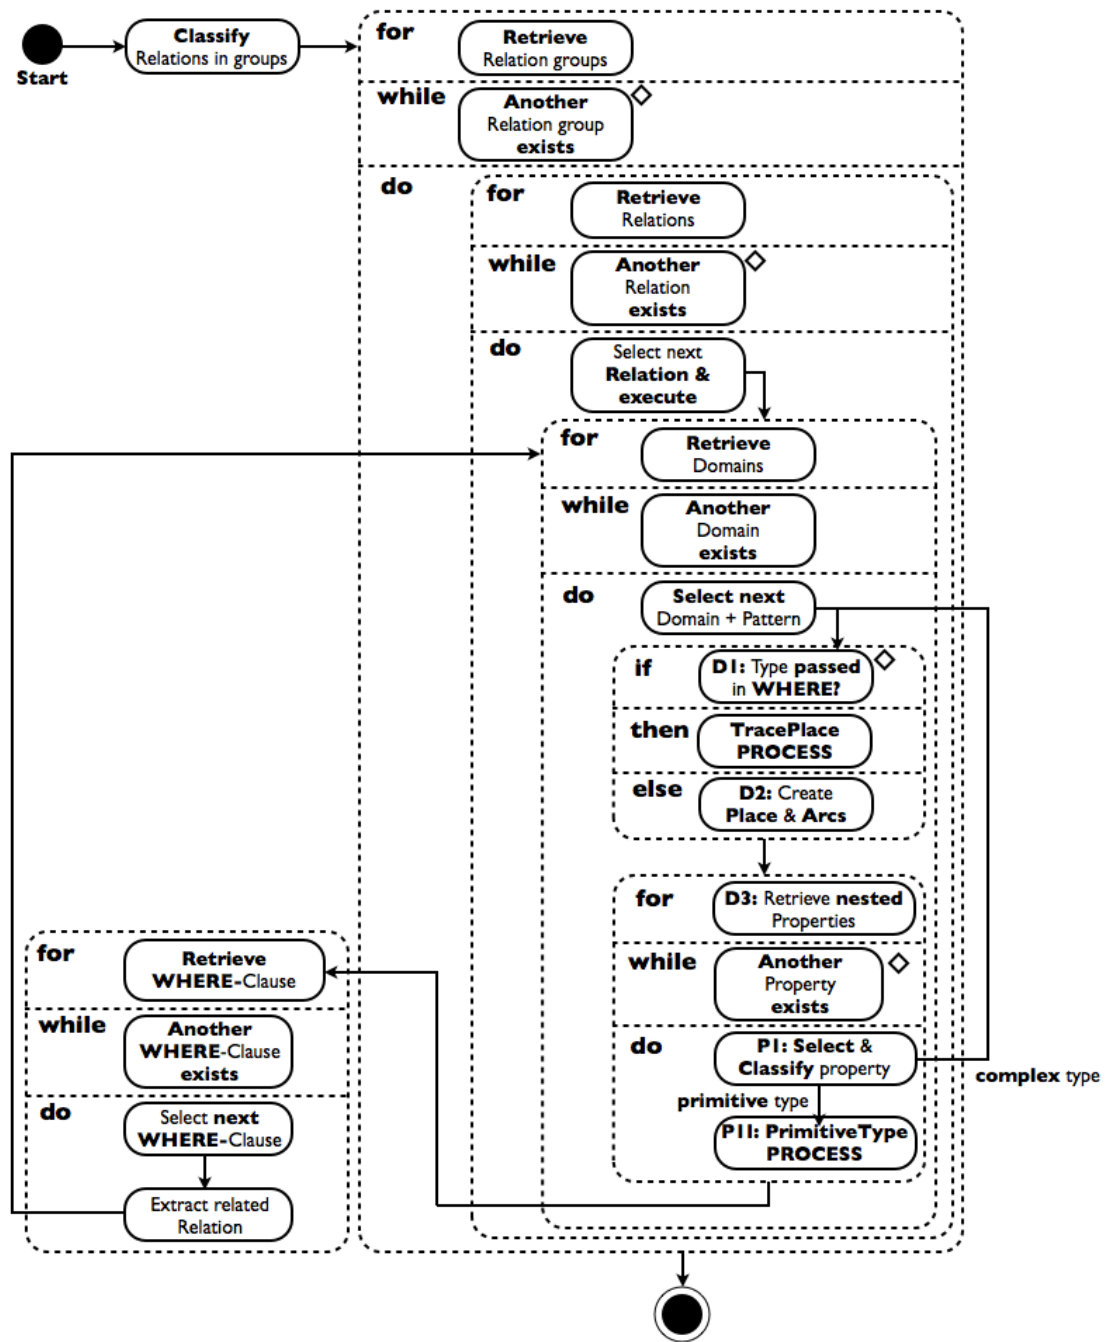 Start
Classify
Relations in groups
for
Retrieve
Relation groups
while
Another
Relation group
exists
do
for
Retrieve
Relations
while
Another
Relation
exists
do
Select next
Relation &
execute
for
Retrieve
Domains
while
Another
Domain
exists
do
Select next
Domain + Pattern
if
D1: Type passed
in WHERE?
then
TracePlace
PROCESS
else
D2: Create
Place & Arcs
for
D3: Retrieve nested
Properties
while
Another
Property
exists
do
P1: Select &
Classify property
complex type
primitive type
P11: PrimitiveType
PROCESS
for
Retrieve
WHERE-Clause
while
Another
WHERE-Clause
exists
do
Select next
WHERE-Clause
Extract related
Relation